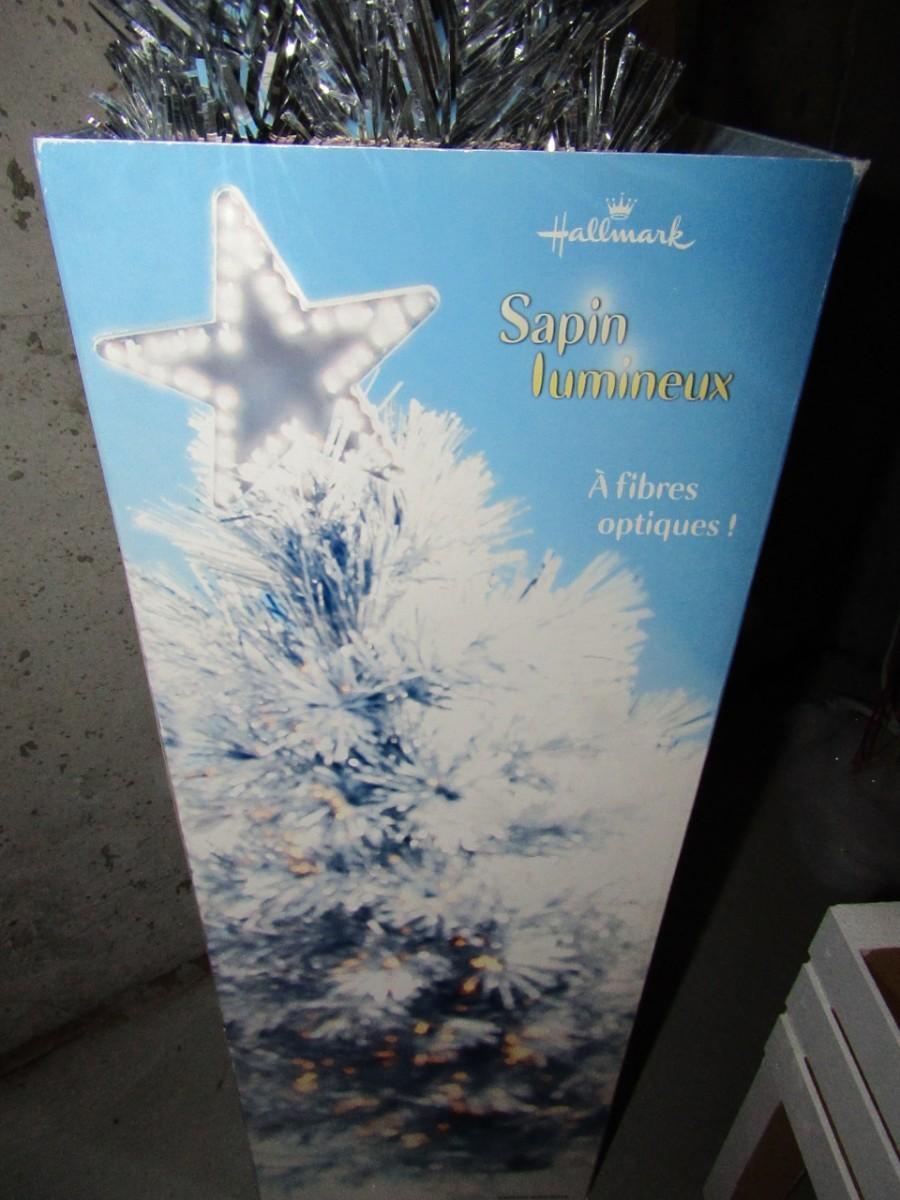 Hallmark
Sapin
lumineux
À fibres
optiques !